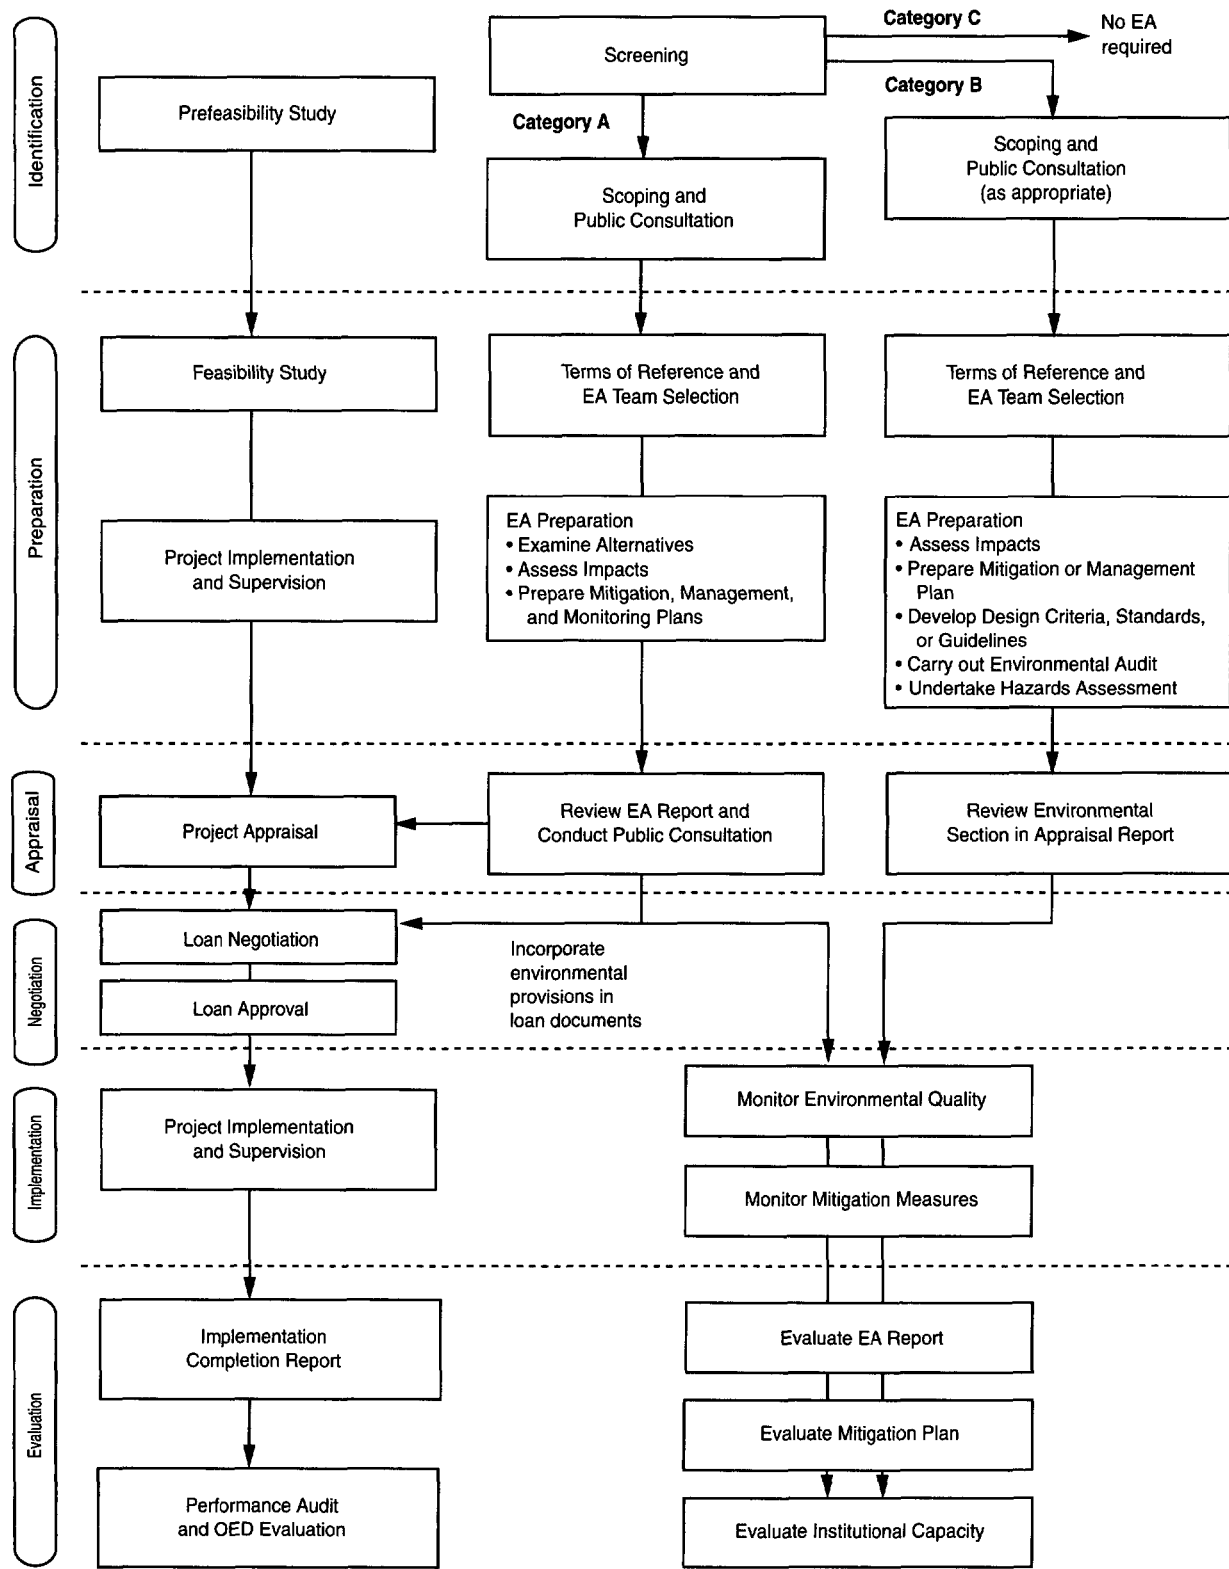 Identification
Category C
No EA
required
Screening
Category B
Prefeasibility Study
Category A
Scoping and
Public Consultation
(as appropriate)
Scoping and
Public Consultation
Preparation
Feasibility Study
Terms of Reference and
EA Team Selection
Terms of Reference and
EA Team Selection
Project Implementation
and Supervision
EA Preparation
• Examine Alternatives
• Assess Impacts
• Prepare Mitigation, Management,
and Monitoring Plans
EA Preparation
• Assess Impacts
• Prepare Mitigation or Management
Plan
• Develop Design Criteria, Standards,
or Guidelines
• Carry out Environmental Audit
• Undertake Hazards Assessment
Appraisal
Project Appraisal
Review EA Report and
Conduct Public Consultation
Review Environmental
Section in Appraisal Report
Negotiation
Loan Negotiation
Loan Approval
Incorporate
environmental
provisions in
loan documents
Implementation
Project Implementation
and Supervision
Monitor Environmental Quality
Monitor Mitigation Measures
Evaluation
Implementation
Completion Report
Evaluate EA Report
Evaluate Mitigation Plan
Performance Audit
and OED Evaluation
Evaluate Institutional Capacity